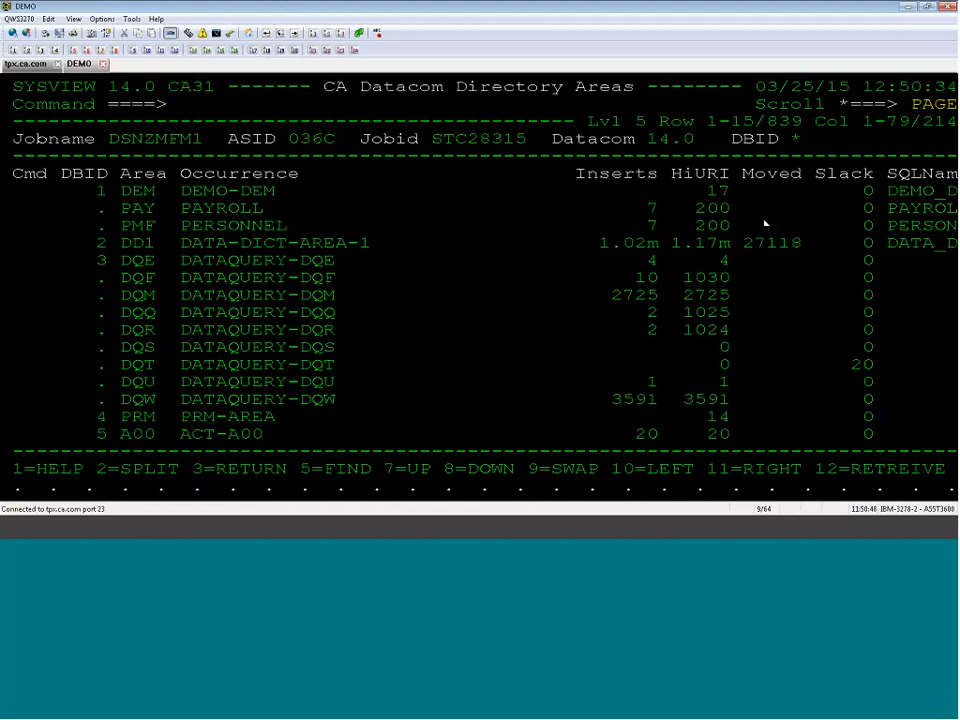 DEMO
QWS3270 Edit View Options Tools Help
tpx.ca.com DEMO
SYSVIEW 14.0 CA31 ------- CA Datacom Directory Areas -------- 03/25/15 12:50:34
Command ====> Scroll *===> PAGE
----------------------------------------------- Lvl 5 Row 1-15/839 Col 1-79/214
Jobname DSNZMFM1 ASID 036C Jobid STC28315 Datacom 14.0 DBID *
-------------------------------------------------------------------------------
Cmd DBID Area Occurrence Inserts HiURI Moved Slack SQLNam
1 DEM DEMO-DEM 17 0 DEMO_D
. PAY PAYROLL 7 200 0 PAYROL
. PMF PERSONNEL 7 200 0 PERSON
2 DD1 DATA-DICT-AREA-1 1.02m 1.17m 27118 0 DATA_D
3 DQE DATAQUERY-DQE 4 4 0
. DQF DATAQUERY-DQF 10 1030 0
. DQM DATAQUERY-DQM 2725 2725 0
. DQQ DATAQUERY-DQQ 2 1025 0
. DQR DATAQUERY-DQR 2 1024 0
. DQS DATAQUERY-DQS 0 0
. DQT DATAQUERY-DQT 0 20
. DQU DATAQUERY-DQU 1 1 0
. DQW DATAQUERY-DQW 3591 3591 0
4 PRM PRM-AREA 14 0
5 A00 ACT-A00 20 20 0
-------------------------------------------------------------------------------
1=HELP 2=SPLIT 3=RETURN 5=FIND 7=UP 8=DOWN 9=SWAP 10=LEFT 11=RIGHT 12=RETREIVE
Connected to tpx.ca.com port 23 9/64 11:50:48 IBM-3278-2 - A55T3600